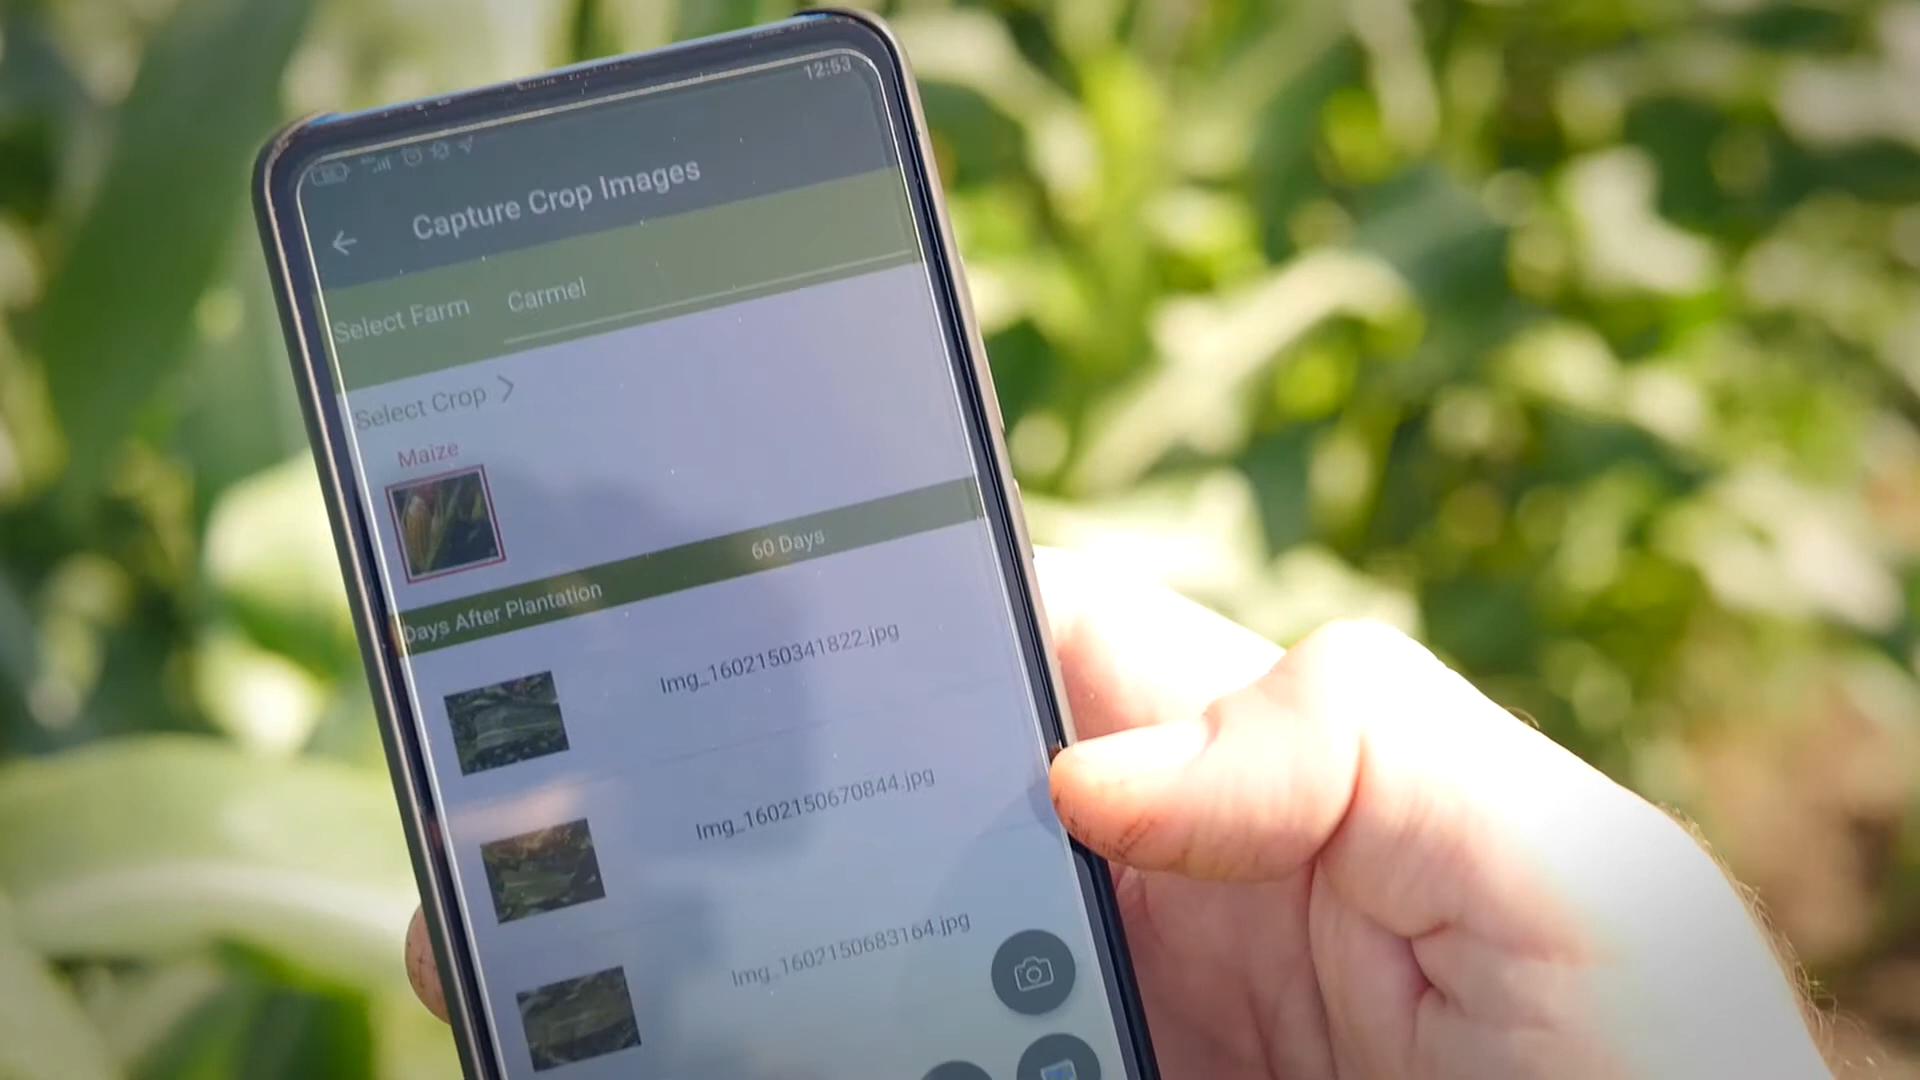 12:53
Capture Crop Images
Select Farm Carmel
Select Crop >
Maize
Days After Plantation 60 Days
Img_1602150341822.jpg
Img_1602150670844.jpg
Img_1602150683164.jpg